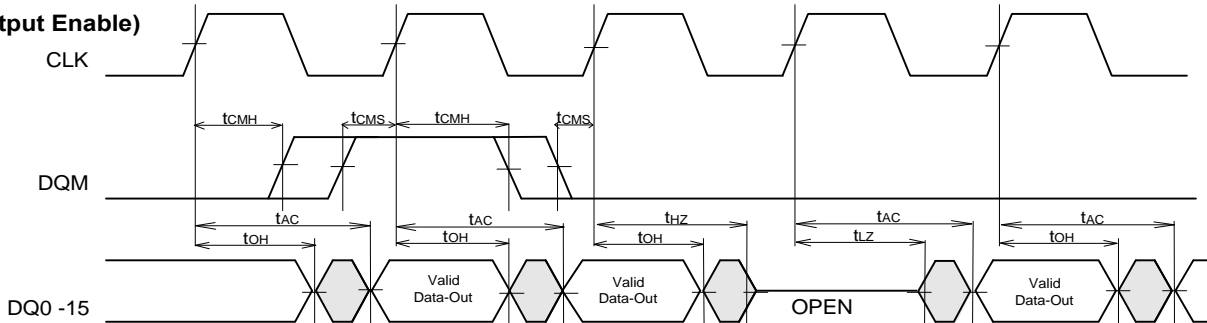 tput Enable)
CLK
tCMH tCMS tCMH tCMS
DQM
tAC tAC tHZ tAC tAC
tOH tOH tOH tLZ tOH
Valid Data-Out
Valid Data-Out
OPEN
Valid Data-Out
DQ0 -15